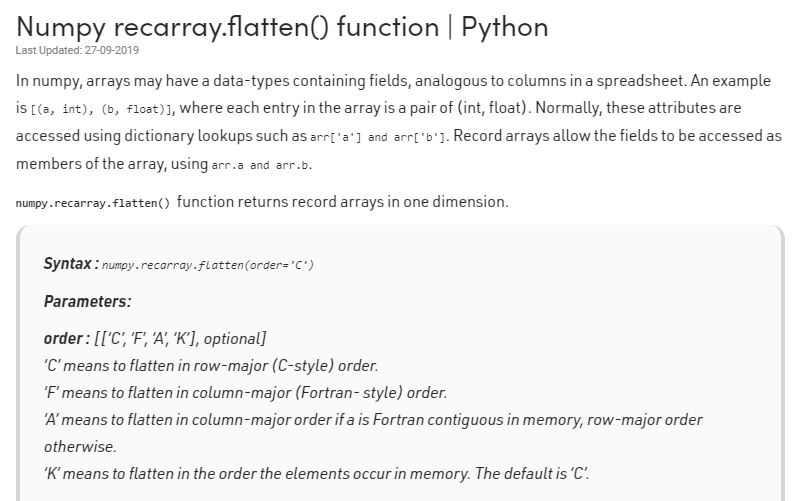 Numpy recarray.flatten() function | Python
Last Updated: 27-09-2019
In numpy, arrays may have a data-types containing fields, analogous to columns in a spreadsheet. An example
is [(a, int), (b, float)], where each entry in the array is a pair of (int, float). Normally, these attributes are
accessed using dictionary lookups such as arr['a'] and arr['b']. Record arrays allow the fields to be accessed as
members of the array, using arr.a and arr.b.
numpy.recarray.flatten() function returns record arrays in one dimension.
Syntax : numpy.recarray.flatten(order='C')
Parameters:
order : [['C', 'F', 'A', 'K'], optional]
'C' means to flatten in row-major (C-style) order.
'F' means to flatten in column-major (Fortran- style) order.
'A' means to flatten in column-major order if a is Fortran contiguous in memory, row-major order
otherwise.
'K' means to flatten in the order the elements occur in memory. The default is 'C'.